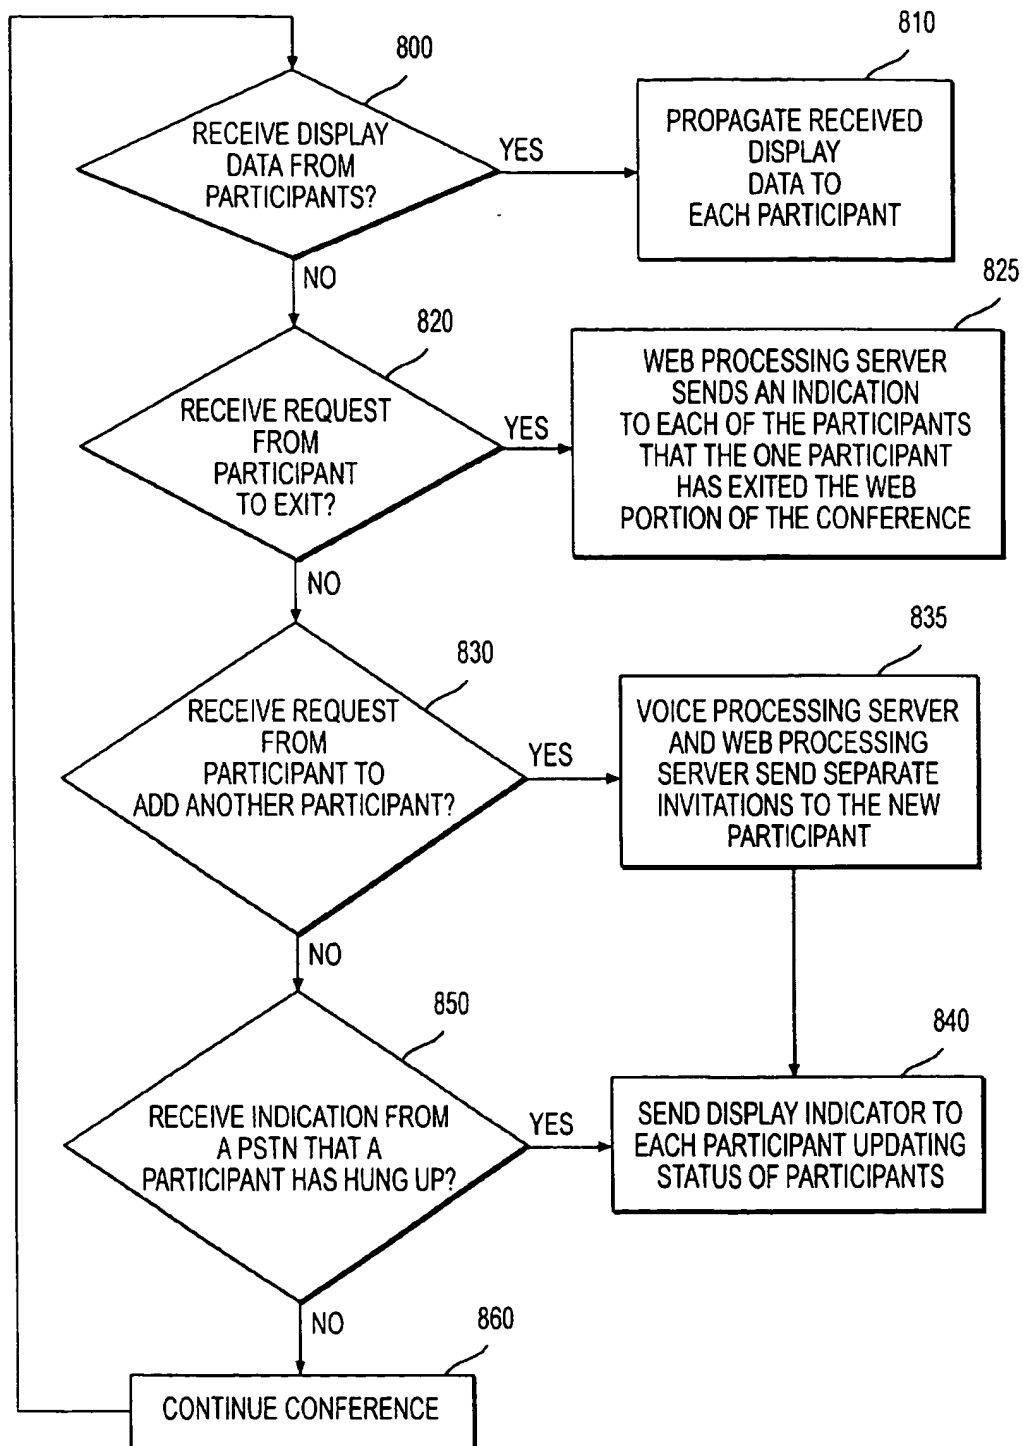 800
RECEIVE DISPLAY
DATA FROM
PARTICIPANTS?
YES
810
PROPAGATE RECEIVED
DISPLAY
DATA TO
EACH PARTICIPANT
NO
820
RECEIVE REQUEST
FROM
PARTICIPANT
TO EXIT?
YES
825
WEB PROCESSING SERVER
SENDS AN INDICATION
TO EACH OF THE PARTICIPANTS
THAT THE ONE PARTICIPANT
HAS EXITED THE WEB
PORTION OF THE CONFERENCE
NO
830
RECEIVE REQUEST
FROM
PARTICIPANT TO
ADD ANOTHER PARTICIPANT?
YES
835
VOICE PROCESSING SERVER
AND WEB PROCESSING
SERVER SEND SEPARATE
INVITATIONS TO THE NEW
PARTICIPANT
NO
850
RECEIVE INDICATION FROM
A PSTN THAT A
PARTICIPANT HAS HUNG UP?
YES
840
SEND DISPLAY INDICATOR TO
EACH PARTICIPANT UPDATING
STATUS OF PARTICIPANTS
NO
860
CONTINUE CONFERENCE